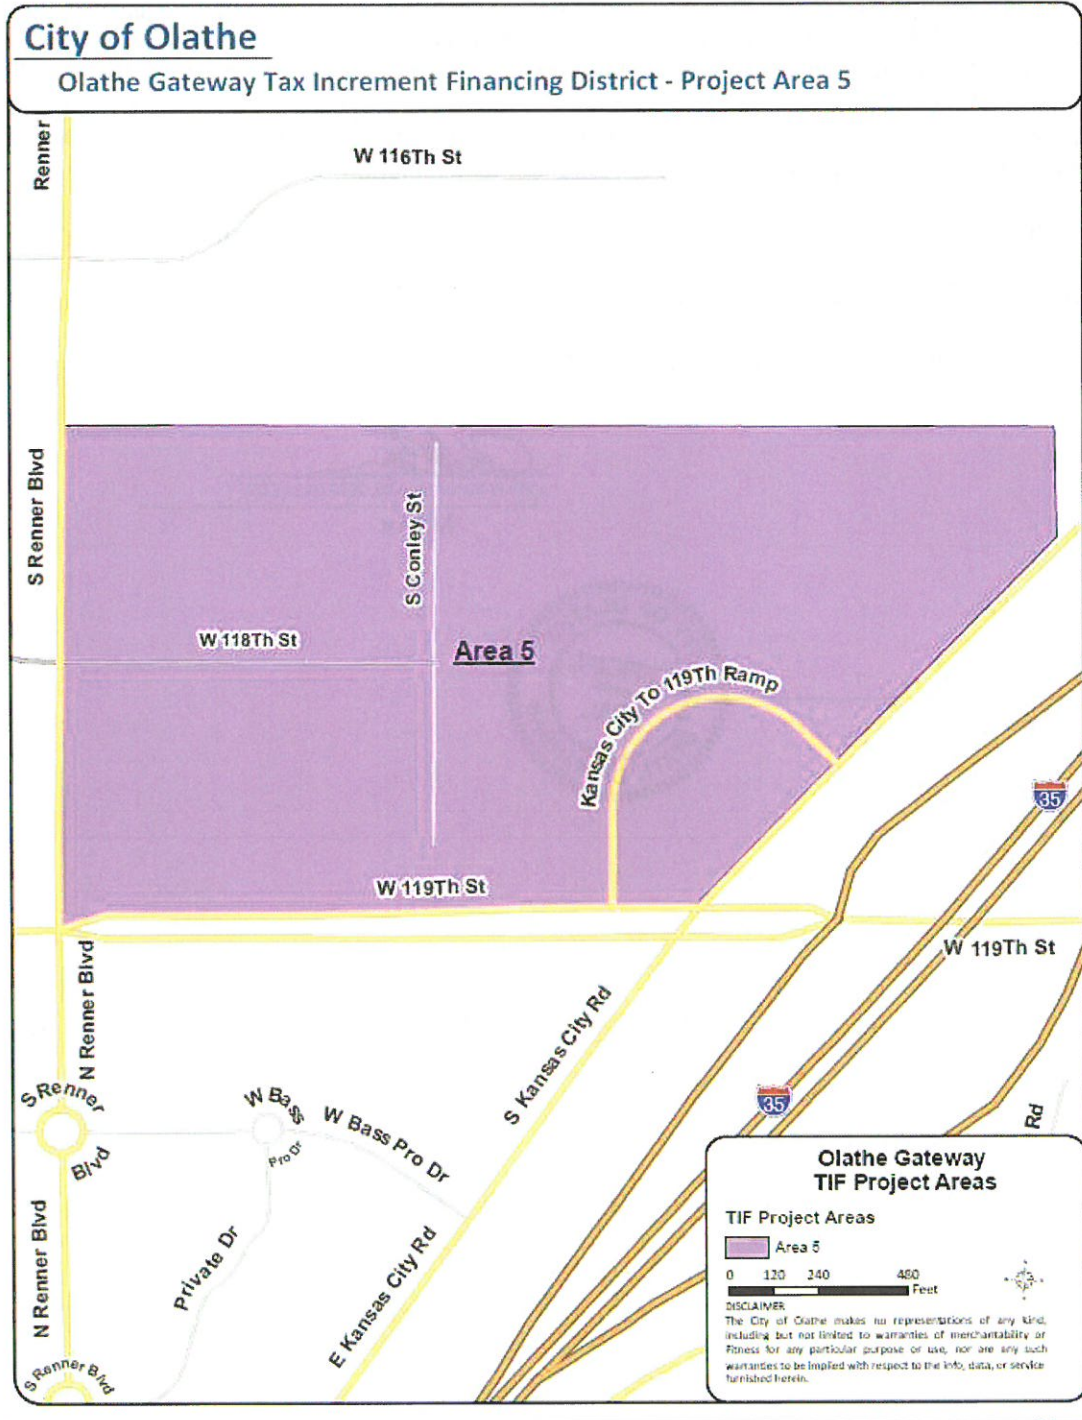 City of Olathe
Olathe Gateway Tax Increment Financing District - Project Area 5
Renner
W 116Th St
S Renner Blvd
S Conley St
W 118Th St
Area 5
Kansas City To 119Th Ramp
35
W 119Th St
W 119Th St
N Renner Blvd
S Kansas City Rd
S Renner
Blvd
W Bass
Pro Dr
W Bass Pro Dr
35
Rd
N Renner Blvd
Private Dr
E Kansas City Rd
S Renner Blvd
Olathe Gateway
TIF Project Areas
TIF Project Areas
Area 5
0 120 240 480
Feet
DISCLAIMER
The City of Olathe makes no representations of any kind,
including but not limited to warranties of merchantability or
Fitness for any particular purpose or use, nor are any such
warranties to be implied with respect to the info, data, or service
furnished herein.